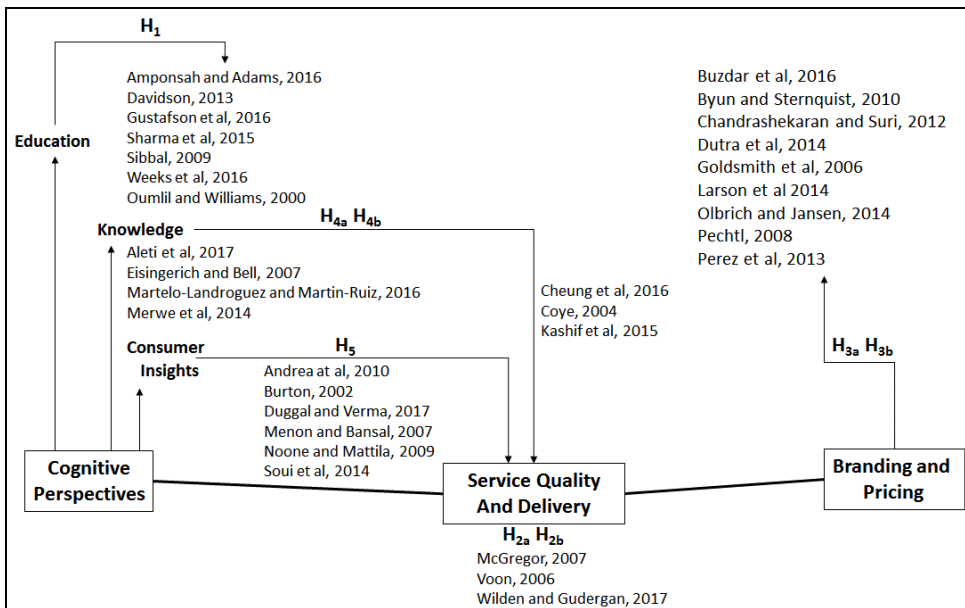 H1
Amponsah and Adams, 2016
Davidson, 2013
Gustafson et al, 2016
Sharma et al, 2015
Sibbal, 2009
Weeks et al, 2016
Oumlil and Williams, 2000
Education
Knowledge
H4a H4b
Aleti et al, 2017
Eisingerich and Bell, 2007
Martelo-Landroguez and Martin-Ruiz, 2016
Merwe et al, 2014
Consumer
Insights
H5
Andrea at al, 2010
Burton, 2002
Duggal and Verma, 2017
Menon and Bansal, 2007
Noone and Mattila, 2009
Soui et al, 2014
Cheung et al, 2016
Coye, 2004
Kashif et al, 2015
Buzdar et al, 2016
Byun and Sternquist, 2010
Chandrashekaran and Suri, 2012
Dutra et al, 2014
Goldsmith et al, 2006
Larson et al 2014
Olbrich and Jansen, 2014
Pechtl, 2008
Perez et al, 2013
H3a H3b
Cognitive
Perspectives
Service Quality
And Delivery
Branding and
Pricing
H2a H2b
McGregor, 2007
Voon, 2006
Wilden and Gudergan, 2017